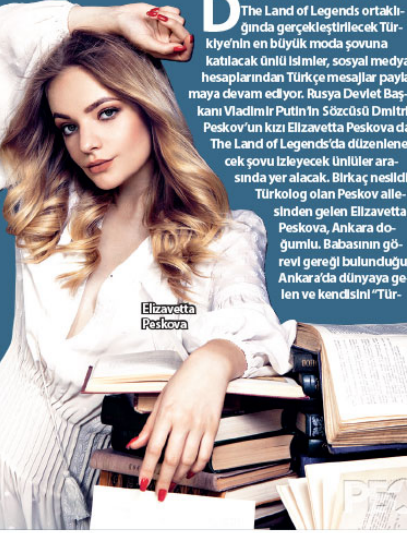 DThe Land of Legends ortaklı-
ğında gerçekleştirilecek Tür-
kiye'nin en büyük moda şovuna
katılacak ünlü isimler, sosyal medya
hesaplarından Türkçe mesajlar payla
maya devam ediyor. Rusya Devlet Baş-
kanı Vladimir Putin'in Sözcüsü Dmitri
Peskov'un kızı Elizavetta Peskova da
The Land of Legends'da düzenlene
cek şovu izleyecek ünlüler ara-
sında yer alacak. Birkaç nesildi
Türkolog olan Peskov aile-
sinden gelen Elizavetta
Peskova, Ankara do-
ğumlu. Babasının gö-
revi gereği bulunduğu
Ankara'da dünyaya ge-
len ve kendisini "Tür-
Elizavetta
Peskova